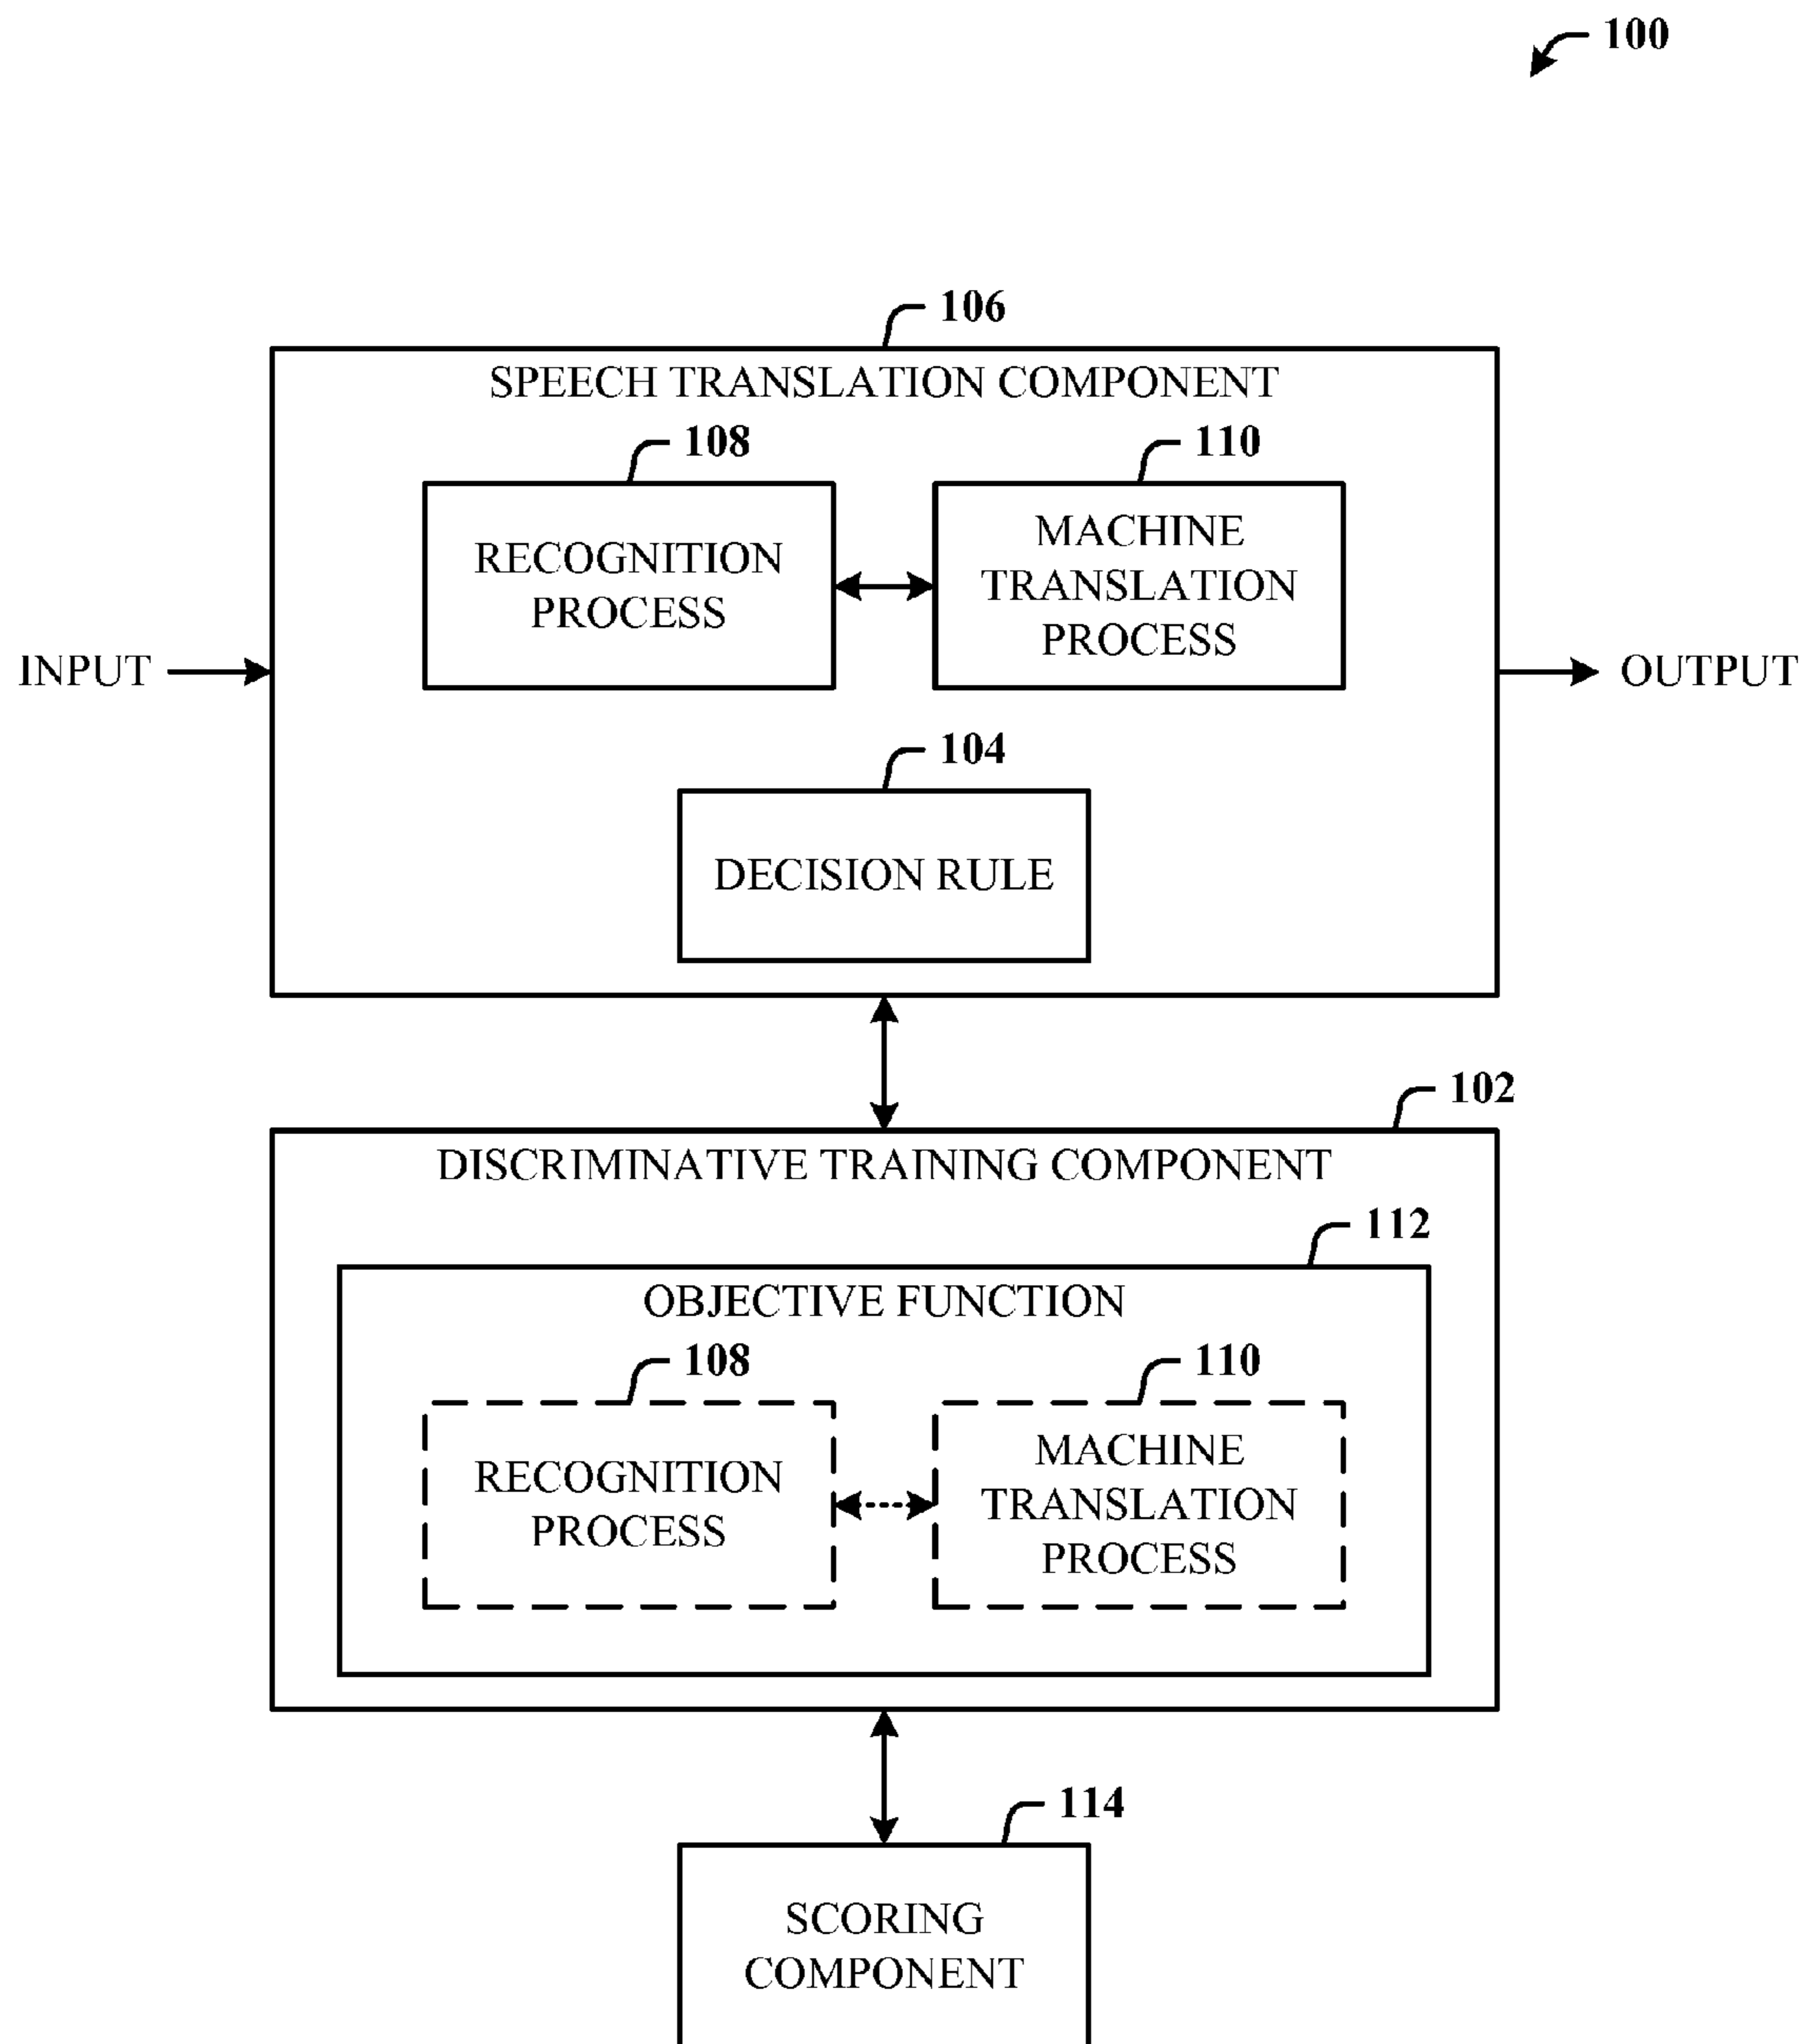 100
106
SPEECH TRANSLATION COMPONENT
108
110
RECOGNITION
PROCESS
MACHINE
TRANSLATION
PROCESS
INPUT
OUTPUT
104
DECISION RULE
102
DISCRIMINATIVE TRAINING COMPONENT
112
OBJECTIVE FUNCTION
108
110
RECOGNITION
PROCESS
MACHINE
TRANSLATION
PROCESS
114
SCORING
COMPONENT